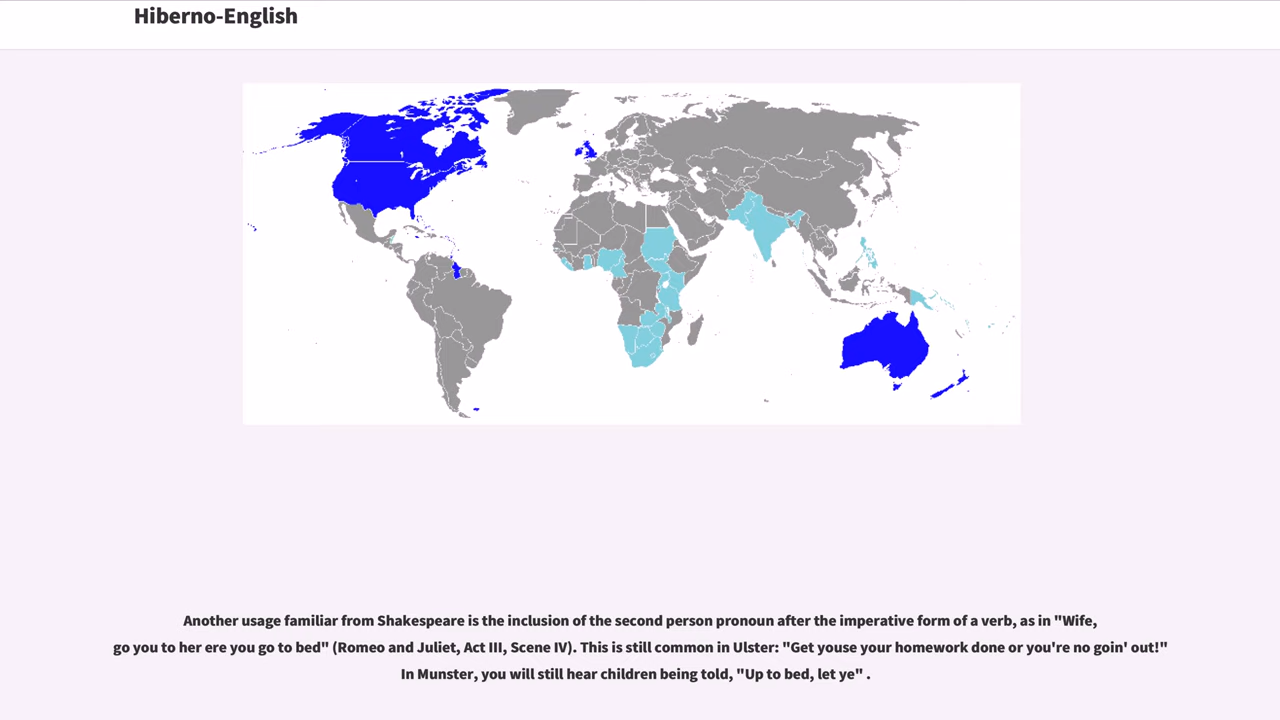 Hiberno-English
Another usage familiar from Shakespeare is the inclusion of the second person pronoun after the imperative form of a verb, as in "Wife,
go you to her ere you go to bed" (Romeo and Juliet, Act III, Scene IV). This is still common in Ulster: "Get youse your homework done or you're no goin' out!"
In Munster, you will still hear children being told, "Up to bed, let ye" .